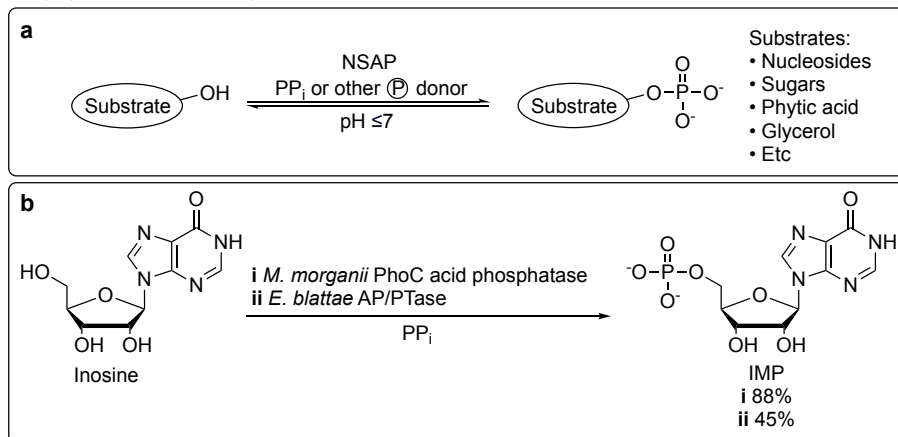 a
Substrate
OH
NSAP
PPi or other Ⓟ donor
pH ≤7
Substrate
O
O P O-
O-
Substrates:
• Nucleosides
• Sugars
• Phytic acid
• Glycerol
• Etc
b
O
N
NH
N
N
HO
O
OH OH
Inosine
i M. morganii PhoC acid phosphatase
ii E. blattae AP/PTase
PPi
O
-O P O
O-
O
N
NH
N
N
O
OH OH
IMP
i 88%
ii 45%